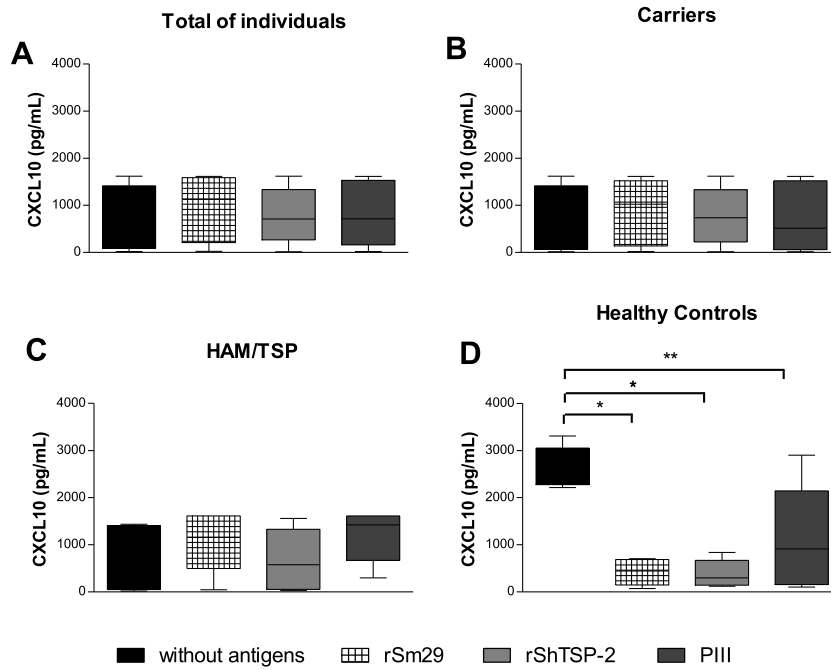 Total of individuals
A
4000
3000
2000
1000
0
CXCL10 (pg/mL)
Carriers
B
4000
3000
2000
1000
0
CXCL10 (pg/mL)
HAM/TSP
C
4000
3000
2000
1000
0
CXCL10 (pg/mL)
Healthy Controls
D
**
*
*
4000
3000
2000
1000
0
CXCL10 (pg/mL)
without antigens rSm29 rShTSP-2 PIII